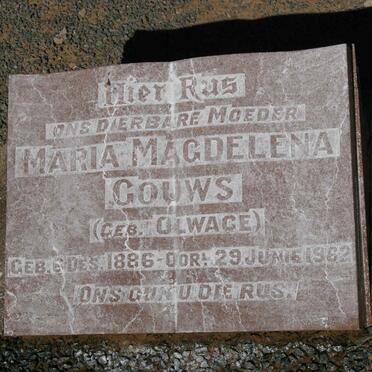 Hier Rus
ONS DIERBARE MOEDER
MARIA MAGDELENA
GOUWS
(GEB. OLWAGE)
GEB. 6 DES. 1886 - OORL. 29 JUNIE 1962
ONS GUN U DIE RUS.